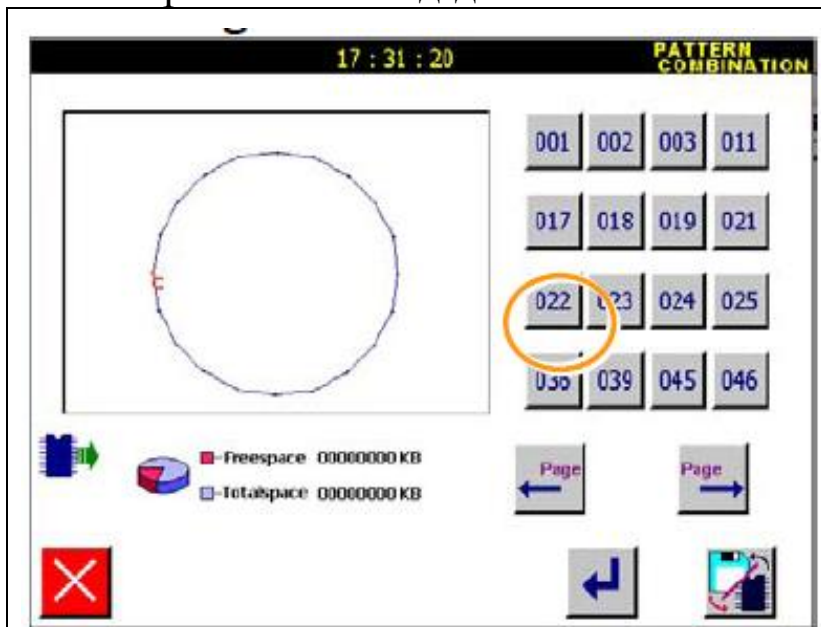 17 : 31 : 20
PATTERN
COMBINATION
001 002 003 011
017 018 019 021
022 023 024 025
039 045 046
Freespace 00000000 KB
Totalspace 00000000 KB
Page Page